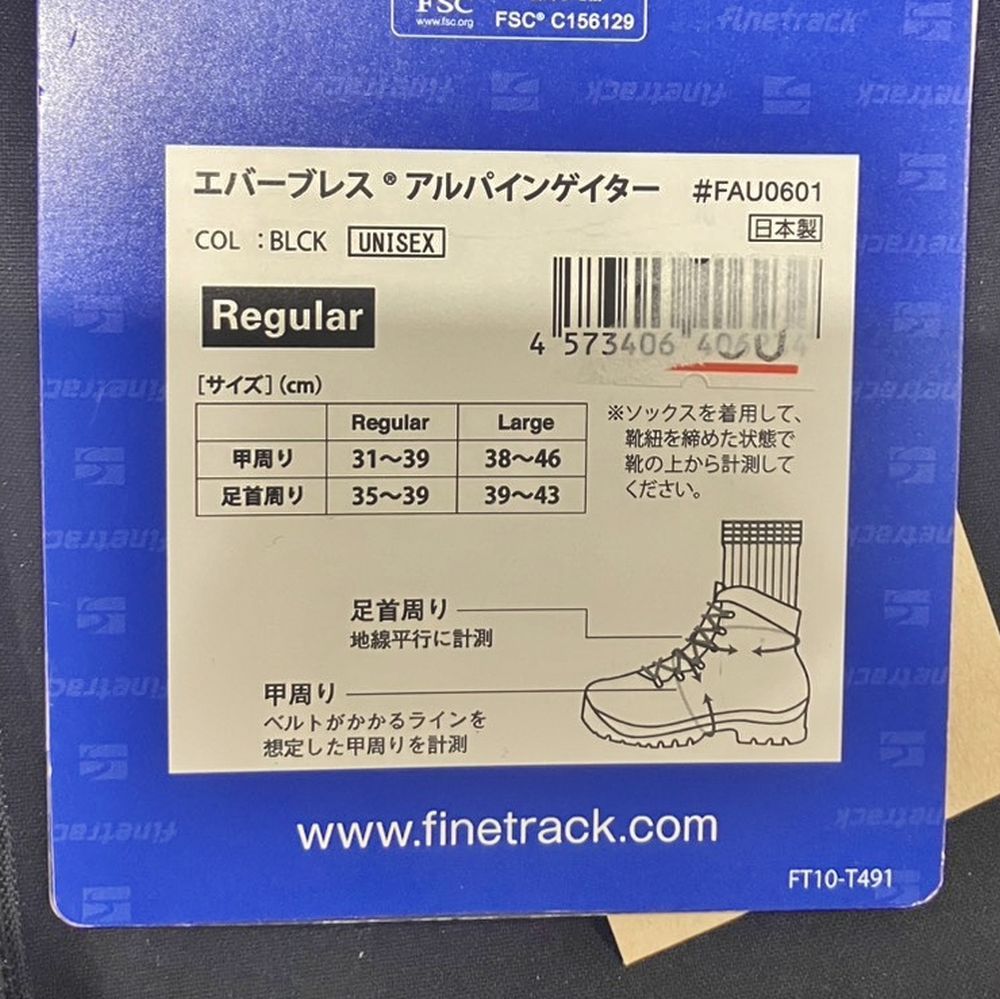 FSC
www.fsc.org
FSC® C156129
finetrack
エバーブレス®アルパインゲイター #FAU0601
日本製
COL :BLCK UNISEX
Regular
4 573406
[サイズ](cm)
Regular Large
甲周り 31〜39 38〜46
足首周り 35〜39 39〜43
※ソックスを着用して、
靴紐を締めた状態で
靴の上から計測して
ください。
足首周り
地線平行に計測
甲周り
ベルトがかかるラインを
想定した甲周りを計測
www.finetrack.com
FT10-T491